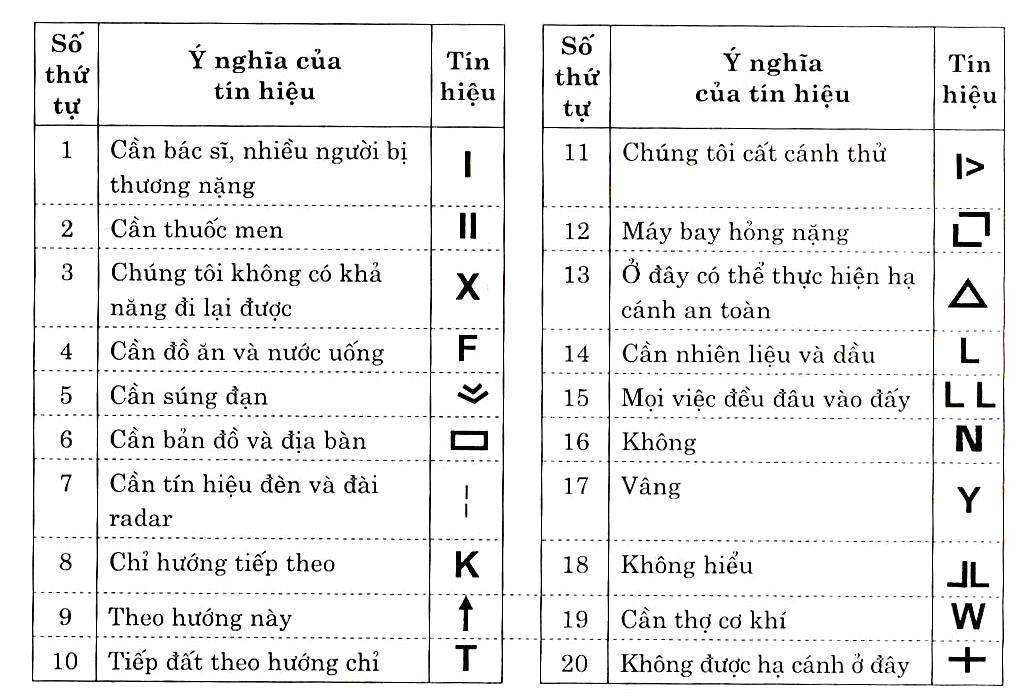 Số thứ tự | Ý nghĩa của tín hiệu | Tín hiệu
1 | Cần bác sĩ, nhiều người bị thương nặng | I
2 | Cần thuốc men | II
3 | Chúng tôi không có khả năng đi lại được | X
4 | Cần đồ ăn và nước uống | F
5 | Cần súng đạn
6 | Cần bản đồ và địa bàn
7 | Cần tín hiệu đèn và đài radar
8 | Chỉ hướng tiếp theo | K
9 | Theo hướng này | ↑
10 | Tiếp đất theo hướng chỉ | T
Số thứ tự | Ý nghĩa của tín hiệu | Tín hiệu
11 | Chúng tôi cất cánh thử | I>
12 | Máy bay hỏng nặng
13 | Ở đây có thể thực hiện hạ cánh an toàn | △
14 | Cần nhiên liệu và dầu | L
15 | Mọi việc đều đâu vào đấy | L L
16 | Không | N
17 | Vâng | Y
18 | Không hiểu | ⅃L
19 | Cần thợ cơ khí | W
20 | Không được hạ cánh ở đây | +